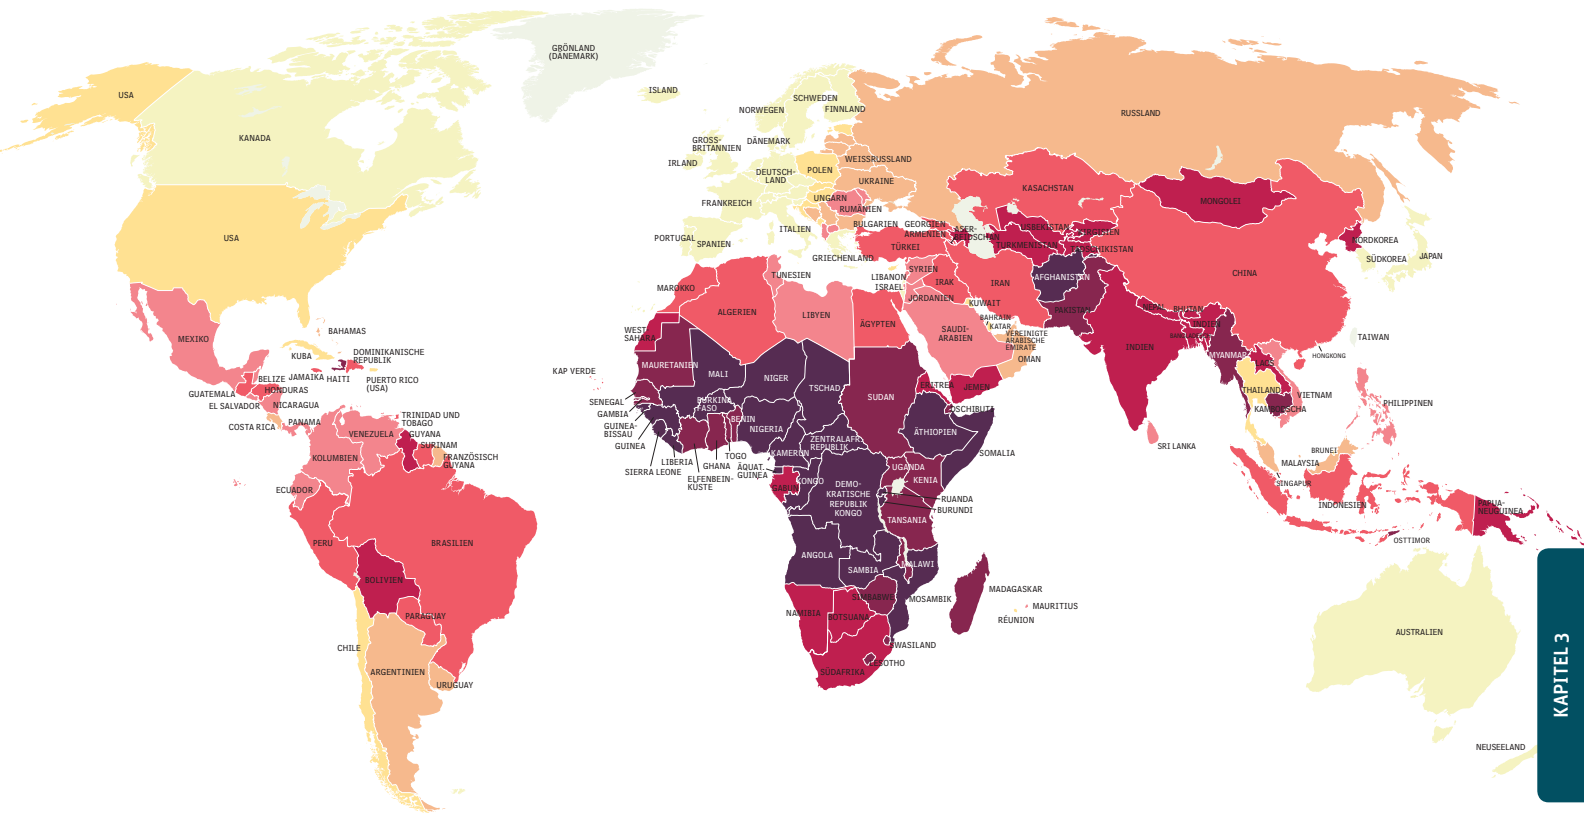 GRÖNLAND
(DÄNEMARK)
USA
KANADA
USA
ISLAND
NORWEGEN
SCHWEDEN
FINNLAND
RUSSLAND
GROSS-
BRITANNIEN
DÄNEMARK
IRLAND
WEISSRUSSLAND
POLEN
DEUTSCH-
LAND
UKRAINE
UNGARN
RUMÄNIEN
FRANKREICH
BULGARIEN
ITALIEN
PORTUGAL
SPANIEN
GRIECHENLAND
GEORGIEN
ARMENIEN
ASER-
BEIDSCHAN
TÜRKEI
KASACHSTAN
USBEKISTAN
KIRGISIEN
TURKMENISTAN
TADSCHIKISTAN
MONGOLEI
NORDKOREA
SÜDKOREA
JAPAN
CHINA
LIBANON
ISRAEL
SYRIEN
IRAK
IRAN
AFGHANISTAN
JORDANIEN
KUWAIT
PAKISTAN
NEPAL
BHUTAN
BAHRAIN
KATAR
VEREINIGTE
ARABISCHE
EMIRATE
OMAN
SAUDI-
ARABIEN
JEMEN
INDIEN
INDIEN
BANGLADESH
MYANMAR
LAOS
THAILAND
KAMBODSCHA
VIETNAM
HONGKONG
TAIWAN
PHILIPPINEN
SRI LANKA
BRUNEI
MALAYSIA
SINGAPUR
INDONESIEN
PAPUA-
NEUGUINEA
OSTTIMOR
AUSTRALIEN
NEUSEELAND
MAROKKO
TUNESIEN
ALGERIEN
LIBYEN
ÄGYPTEN
WEST-
SAHARA
MAURETANIEN
MALI
NIGER
TSCHAD
SUDAN
ERITREA
DSCHIBUTI
KAP VERDE
SENEGAL
GAMBIA
GUINEA-
BISSAU
GUINEA
SIERRA LEONE
LIBERIA
ELFENBEIN-
KÜSTE
BURKINA
FASO
GHANA
TOGO
BENIN
NIGERIA
ÄQUAT.
GUINEA
KAMERUN
ZENTRALAFR.
REPUBLIK
ÄTHIOPIEN
SOMALIA
GABUN
KONGO
DEMO-
KRATISCHE
REPUBLIK
KONGO
UGANDA
KENIA
RUANDA
BURUNDI
TANSANIA
ANGOLA
SAMBIA
MALAWI
SIMBABWE
MOSAMBIK
NAMIBIA
BOTSUANA
SWASILAND
LESOTHO
SÜDAFRIKA
MADAGASKAR
MAURITIUS
RÉUNION
MEXIKO
BAHAMAS
KUBA
DOMINIKANISCHE
REPUBLIK
BELIZE
JAMAIKA
HAITI
PUERTO RICO
(USA)
GUATEMALA
HONDURAS
EL SALVADOR
NICARAGUA
COSTA RICA
PANAMA
TRINIDAD UND
TOBAGO
VENEZUELA
GUYANA
SURINAM
FRANZÖSISCH
GUYANA
KOLUMBIEN
ECUADOR
PERU
BRASILIEN
BOLIVIEN
PARAGUAY
CHILE
ARGENTINIEN
URUGUAY
KAPITEL 3